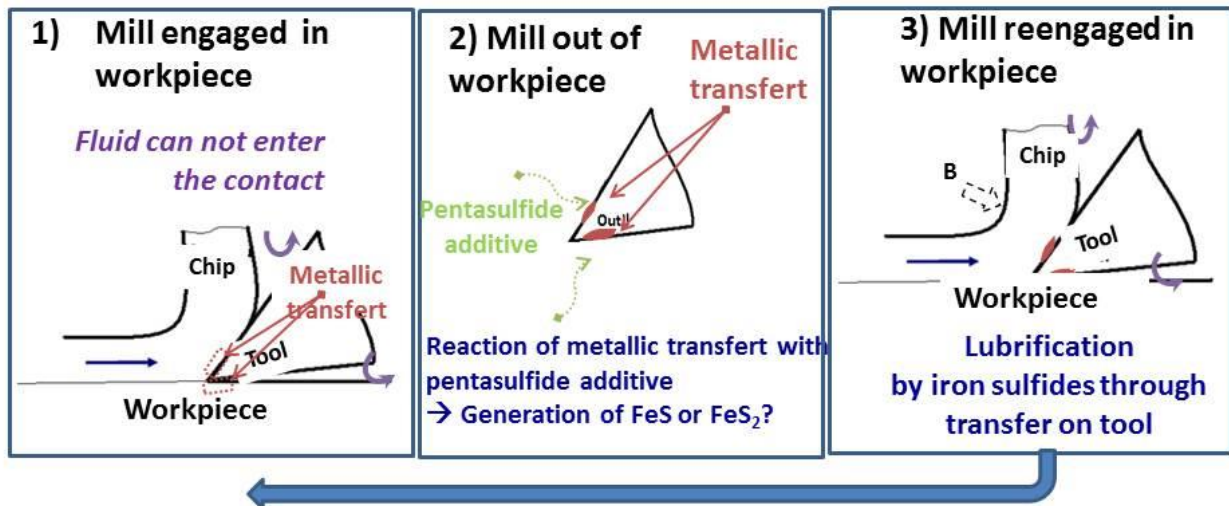 1) Mill engaged in
workpiece
Fluid can not enter
the contact
Chip
Metallic
transfert
Tool
Workpiece
2) Mill out of
workpiece
Metallic
transfert
Pentasulfide
additive
Outil
Reaction of metallic transfert with
pentasulfide additive
→ Generation of FeS or FeS₂?
3) Mill reengaged in
workpiece
Chip
B
Tool
Workpiece
Lubrification
by iron sulfides through
transfer on tool